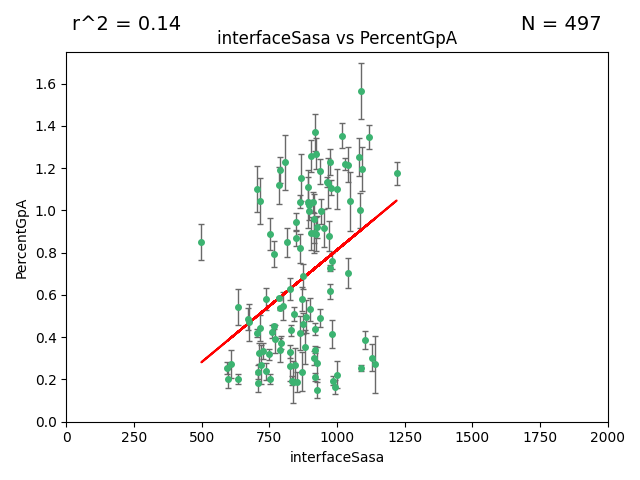 r^2 = 0.14
N = 497
interfaceSasa vs PercentGpA
PercentGpA
1.6
1.4
1.2
1.0
0.8
0.6
0.4
0.2
0.0
0 250 500 750 1000 1250 1500 1750 2000
interfaceSasa